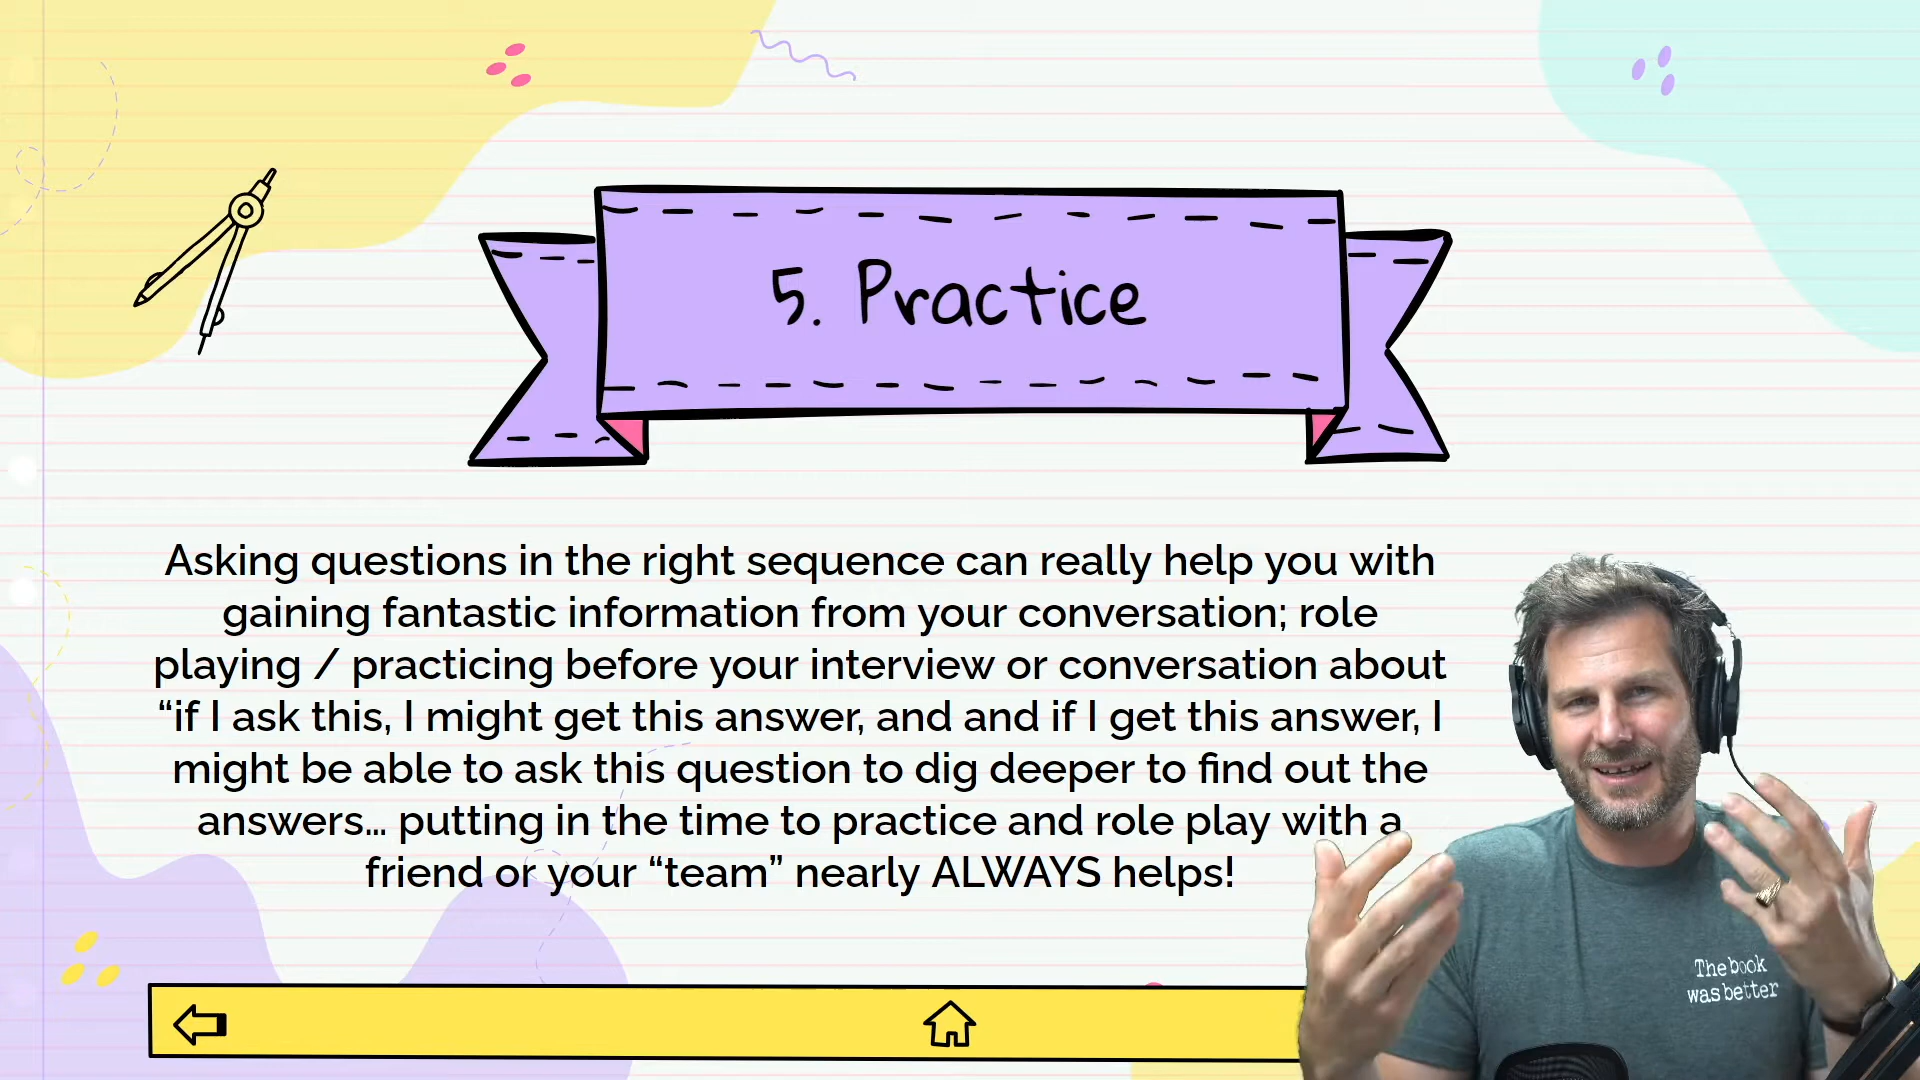 5. Practice
Asking questions in the right sequence can really help you with
gaining fantastic information from your conversation; role
playing / practicing before your interview or conversation about
“if I ask this, I might get this answer, and and if I get this answer, I
might be able to ask this question to dig deeper to find out the
answers... putting in the time to practice and role play with a
friend or your “team” nearly ALWAYS helps!
The book
was better